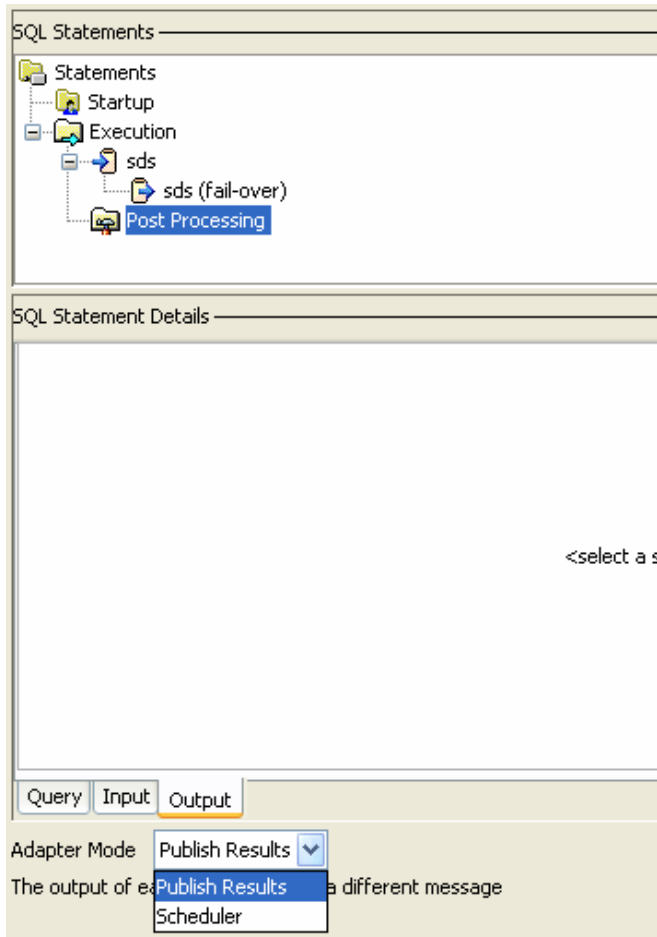 SQL Statements
Statements
Startup
Execution
sds
sds (fail-over)
Post Processing
SQL Statement Details
<select a s
Query Input Output
Adapter Mode Publish Results
The output of ea
Publish Results
a different message
Scheduler